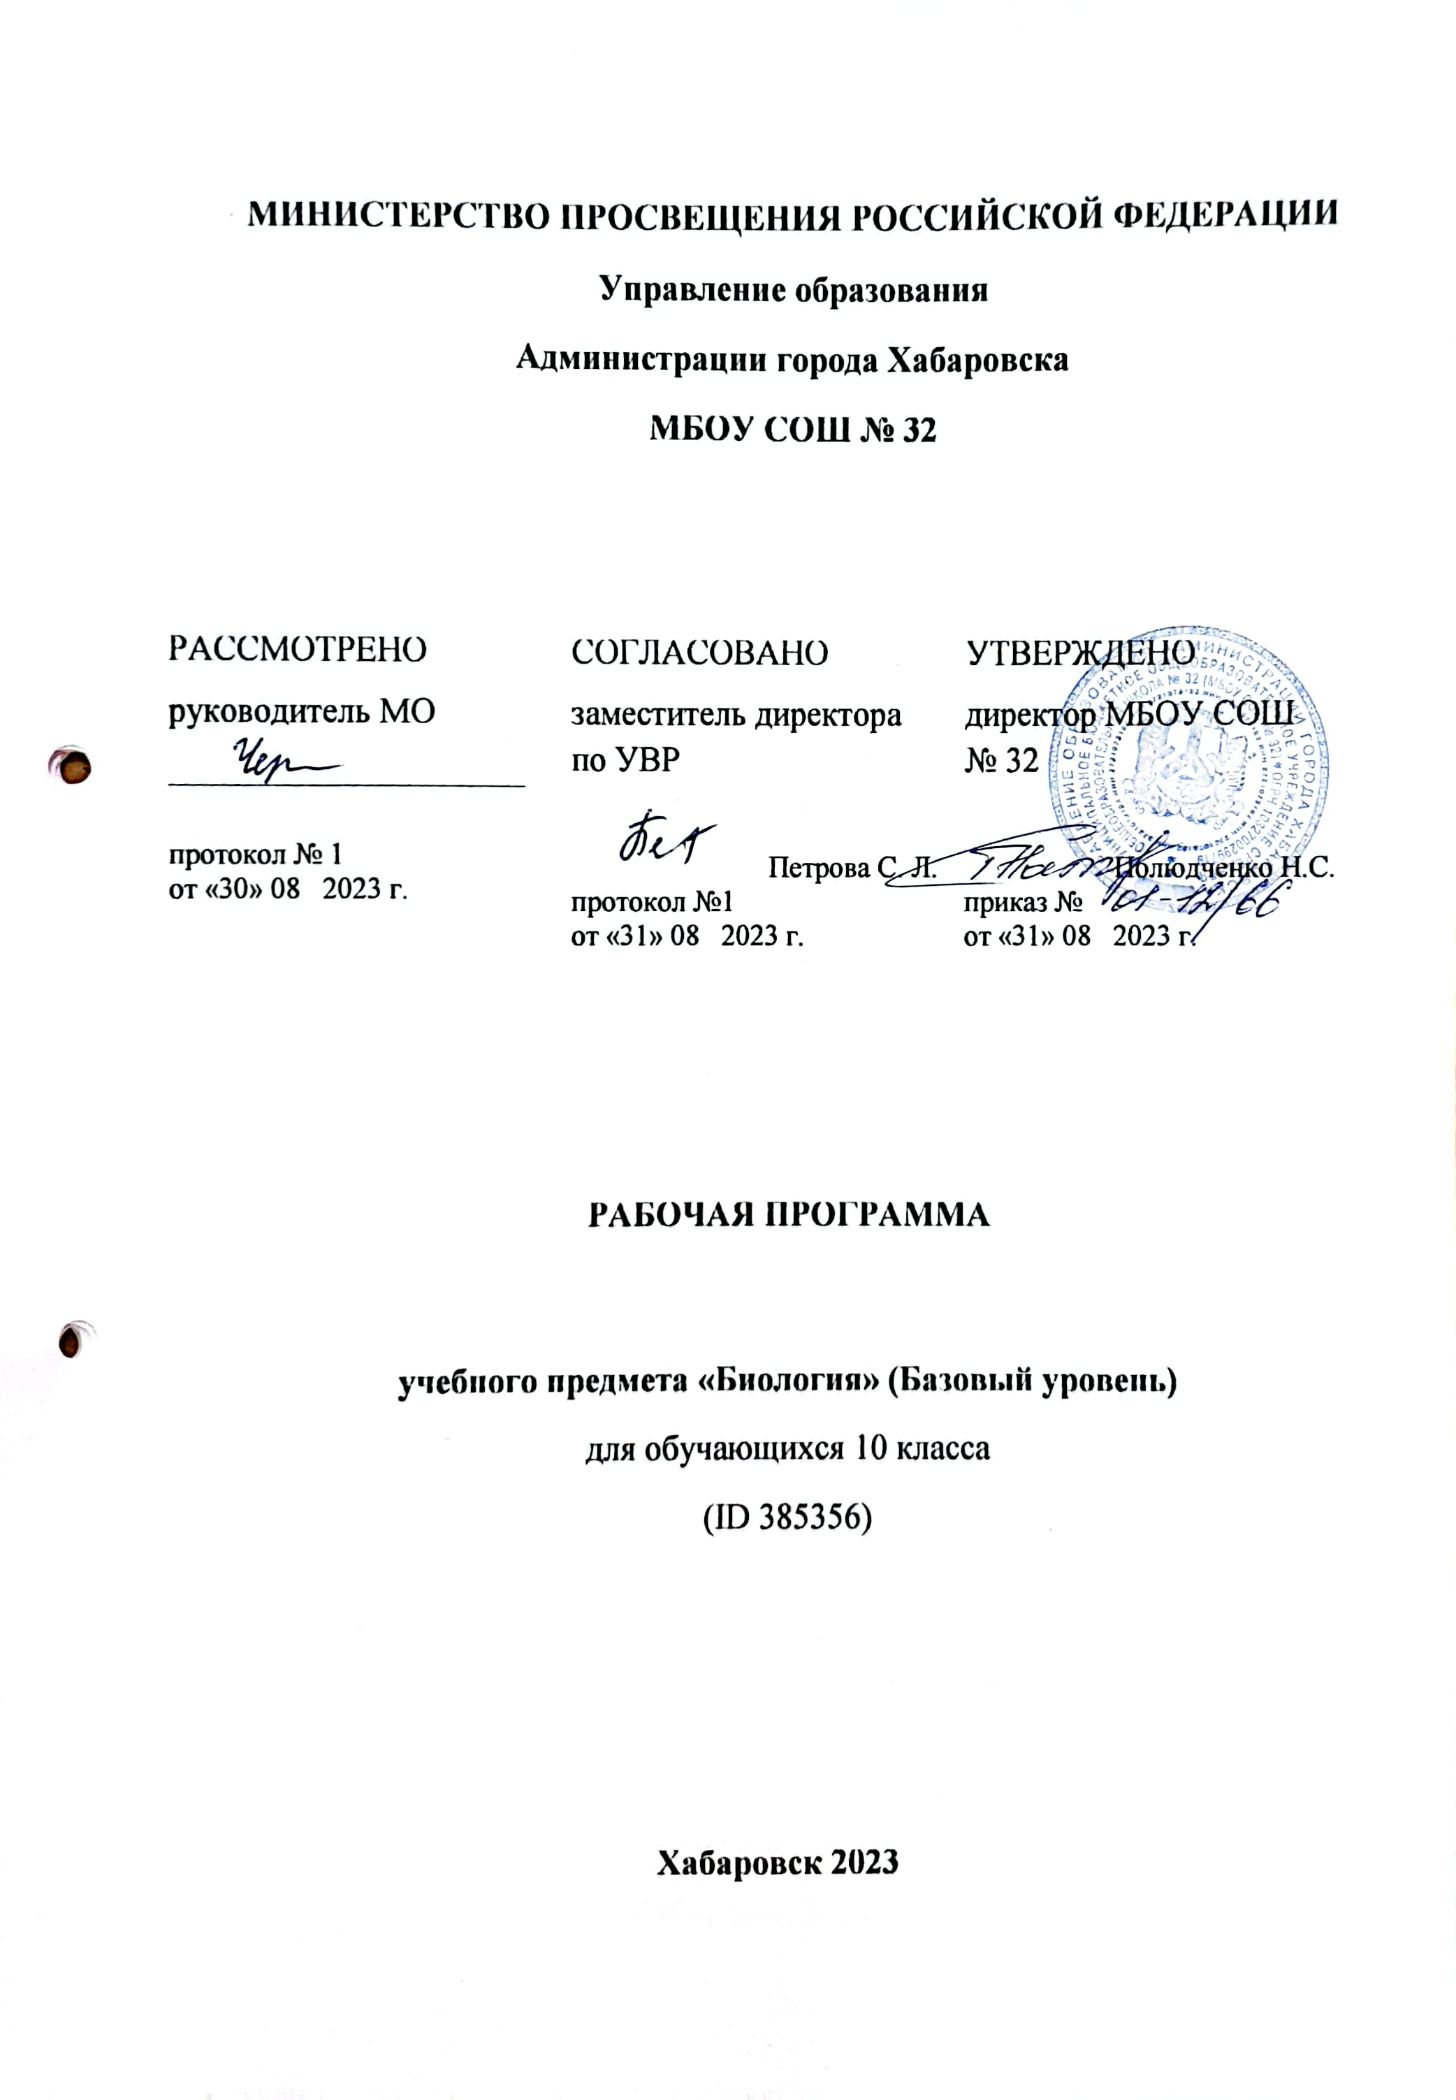 МИНИСТЕРСТВО ПРОСВЕЩЕНИЯ РОССИЙСКОЙ ФЕДЕРАЦИИ
Управление образования
Администрации города Хабаровска
МБОУ СОШ № 32
РАССМОТРЕНО
руководитель МО
протокол № 1
от «30» 08 2023 г.
СОГЛАСОВАНО
заместитель директора
по УВР
Петрова С. Л.
протокол №1
от «31» 08 2023 г.
УТВЕРЖДЕНО
директор МБОУ СОШ
№ 32
Полюдченко Н.С.
приказ № 01-12/66
от «31» 08 2023 г.
РАБОЧАЯ ПРОГРАММА
учебного предмета «Биология» (Базовый уровень)
для обучающихся 10 класса
(ID 385356)
Хабаровск 2023